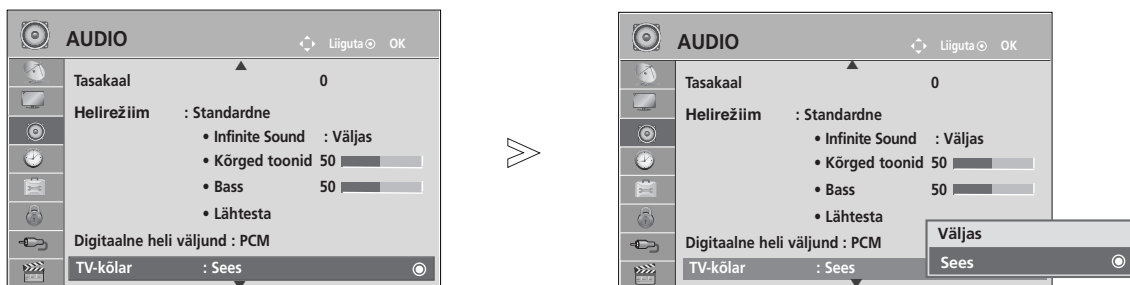 AUDIO Liiguta OK
Tasakaal 0
Helirežiim : Standardne
• Infinite Sound : Väljas
• Kõrged toonid 50
• Bass 50
• Lähtesta
Digitaalne heli väljund : PCM
TV-kõlar : Sees
AUDIO Liiguta OK
Tasakaal 0
Helirežiim : Standardne
• Infinite Sound : Väljas
• Kõrged toonid 50
• Bass 50
• Lähtesta
Digitaalne heli väljund : PCM
TV-kõlar : Sees
Väljas
Sees